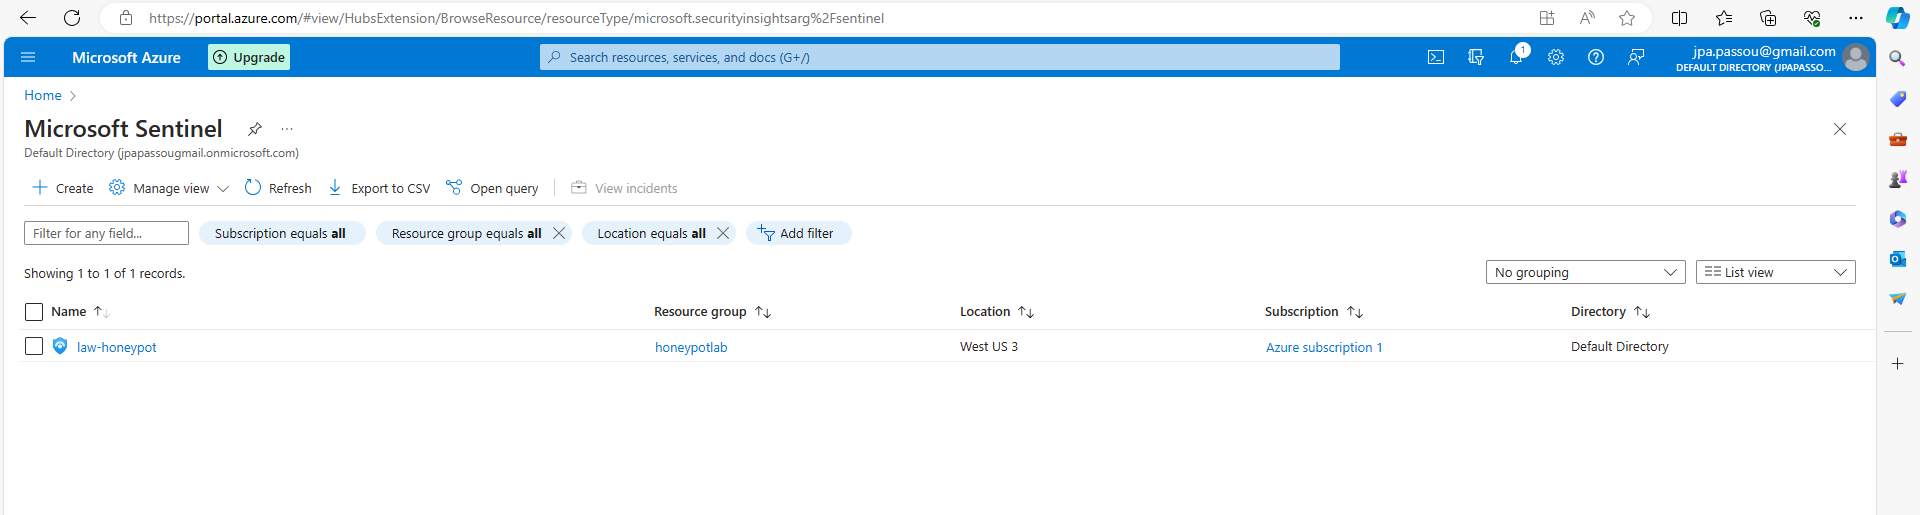 https://portal.azure.com/#view/HubsExtension/BrowseResource/resourceType/microsoft.securityinsightsarg%2Fsentinel
Microsoft Azure
Upgrade
Search resources, services, and docs (G+/)
1
jpa.passou@gmail.com
DEFAULT DIRECTORY (JPAPASSO...
Home
Microsoft Sentinel
Default Directory (jpapassougmail.onmicrosoft.com)
Create Manage view Refresh Export to CSV Open query View incidents
Filter for any field... Subscription equals all Resource group equals all Location equals all Add filter
Showing 1 to 1 of 1 records. No grouping List view
Name Resource group Location Subscription Directory
law-honeypot honeypotlab West US 3 Azure subscription 1 Default Directory